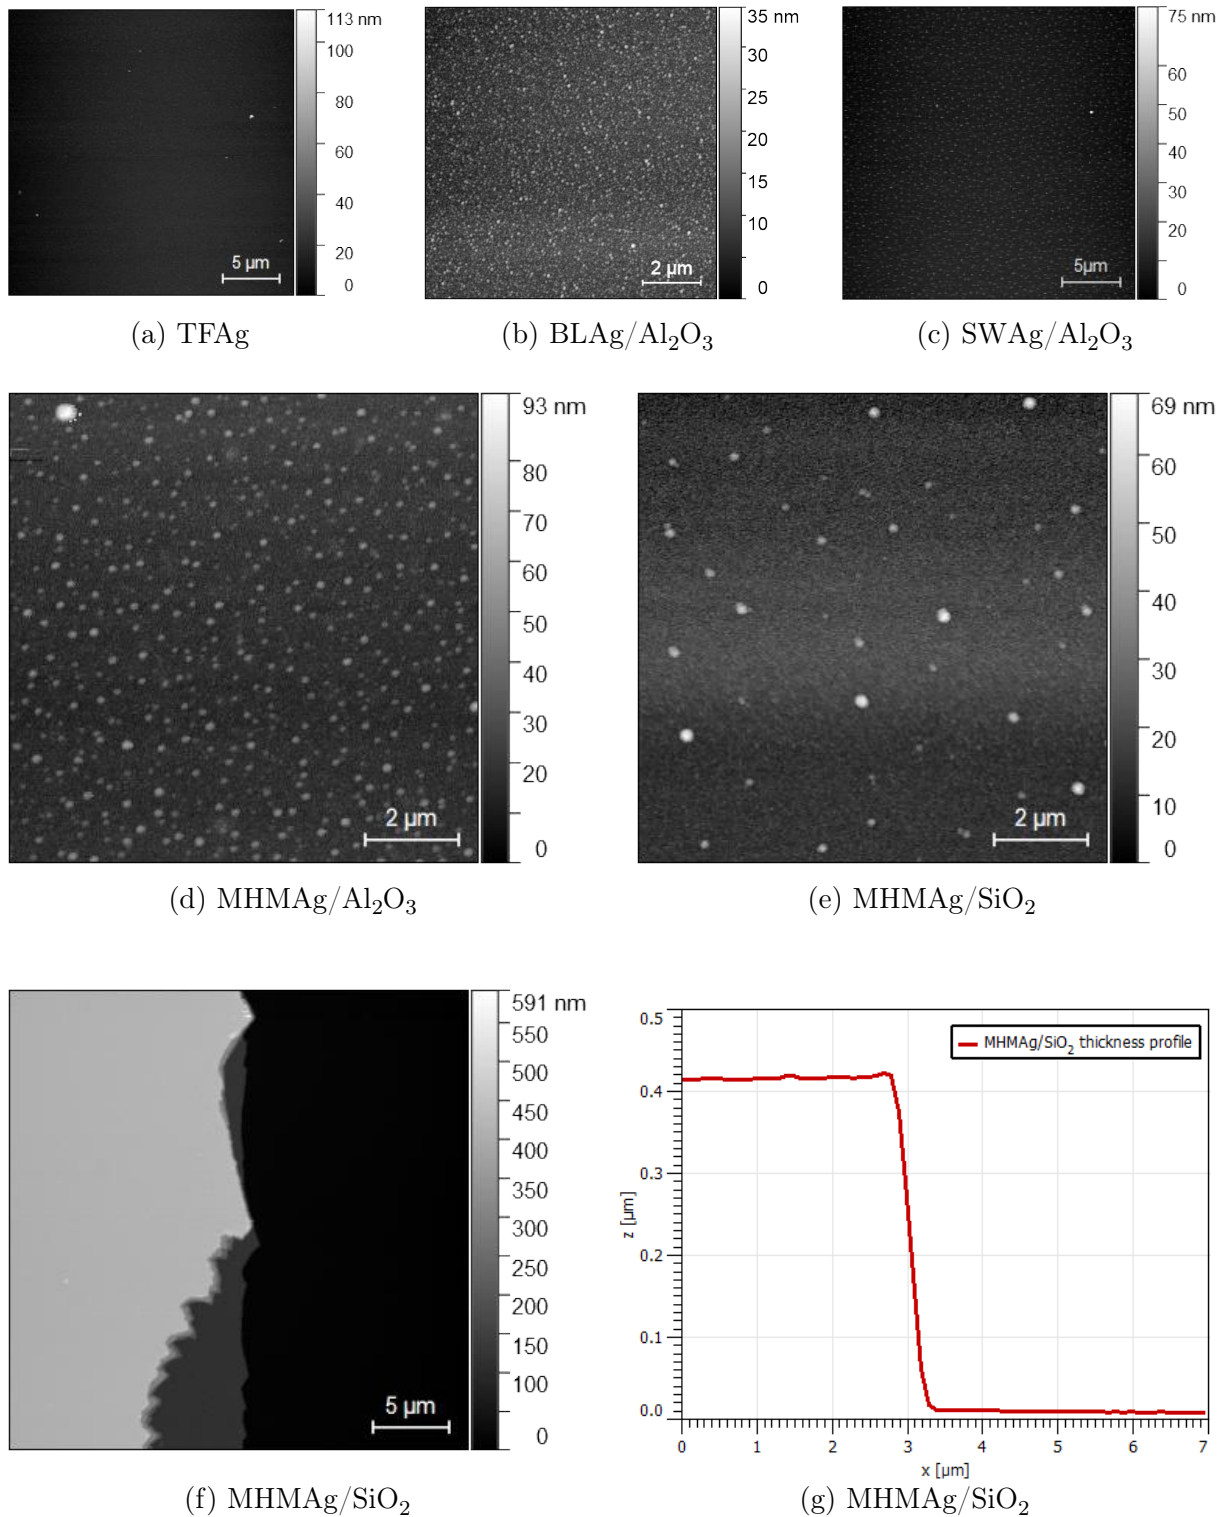 113 nm
100
80
60
40
20
0
5 µm
(a) TFAg
35 nm
25
20
15
10
0
2 µm
(b) BLAg/Al₂O₃
75 nm
60
50
40
30
20
0
5µm
(c) SWAg/Al₂O₃
93 nm
80
70
60
50
40
30
20
0
2 µm
(d) MHMAg/Al₂O₃
69 nm
60
50
40
30
20
10
0
2 µm
(e) MHMAg/SiO₂
591 nm
550
500
450
400
350
300
250
200
150
100
0
5 µm
(f) MHMAg/SiO₂
MHMAg/SiO₂ thickness profile
0.5
0.4
0.3
0.2
0.1
0.0
z [µm]
0 1 2 3 4 5 6 7
x [µm]
(g) MHMAg/SiO₂